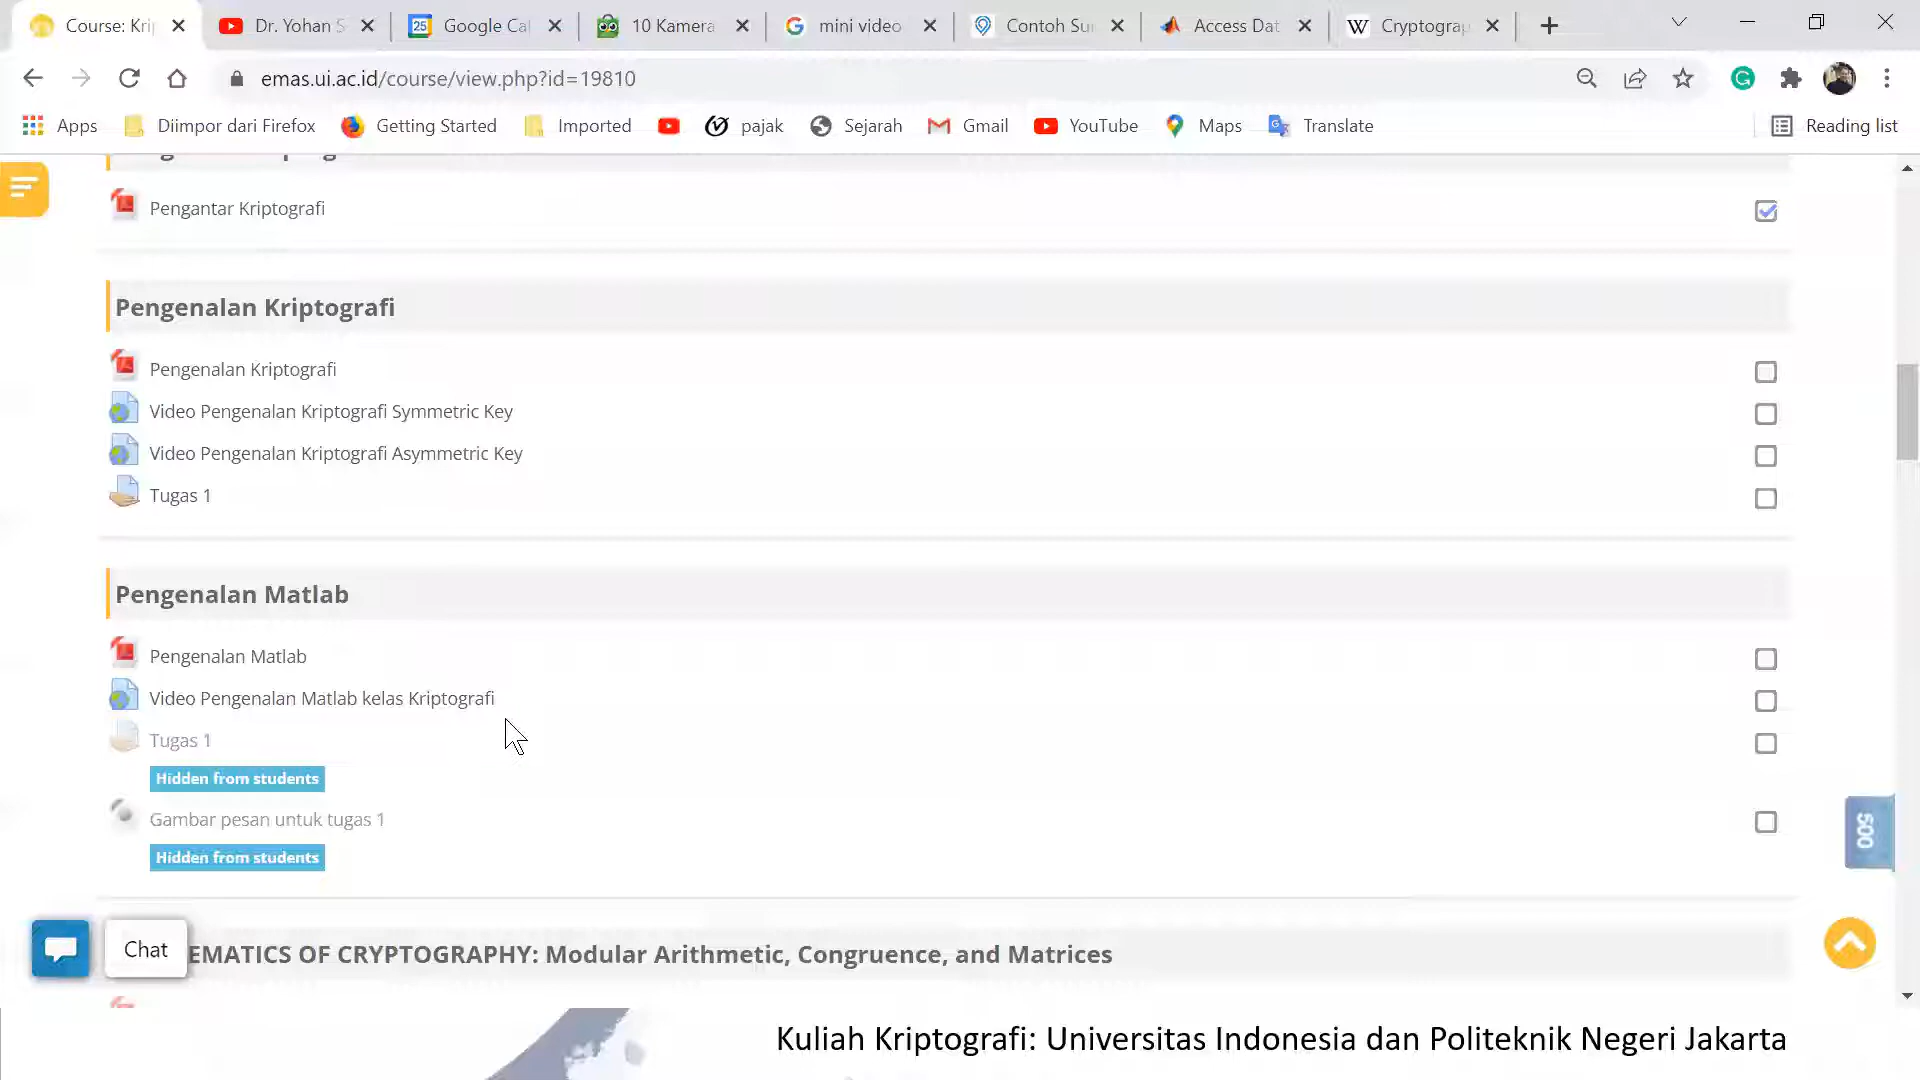 Course: Kri
Dr. Yohan S
25
Google Cal
10 Kamera
mini video
Contoh Su
Access Dat
W
Cryptogra
emas.ui.ac.id/course/view.php?id=19810
Apps
Diimpor dari Firefox
Getting Started
Imported
pajak
Sejarah
Gmail
YouTube
Maps
Translate
Reading list
Pengantar Kriptografi
Pengenalan Kriptografi
Pengenalan Kriptografi
Video Pengenalan Kriptografi Symmetric Key
Video Pengenalan Kriptografi Asymmetric Key
Tugas 1
Pengenalan Matlab
Pengenalan Matlab
Video Pengenalan Matlab kelas Kriptografi
Tugas 1
Hidden from students
Gambar pesan untuk tugas 1
Hidden from students
500
Chat
EMATICS OF CRYPTOGRAPHY: Modular Arithmetic, Congruence, and Matrices
Kuliah Kriptografi: Universitas Indonesia dan Politeknik Negeri Jakarta